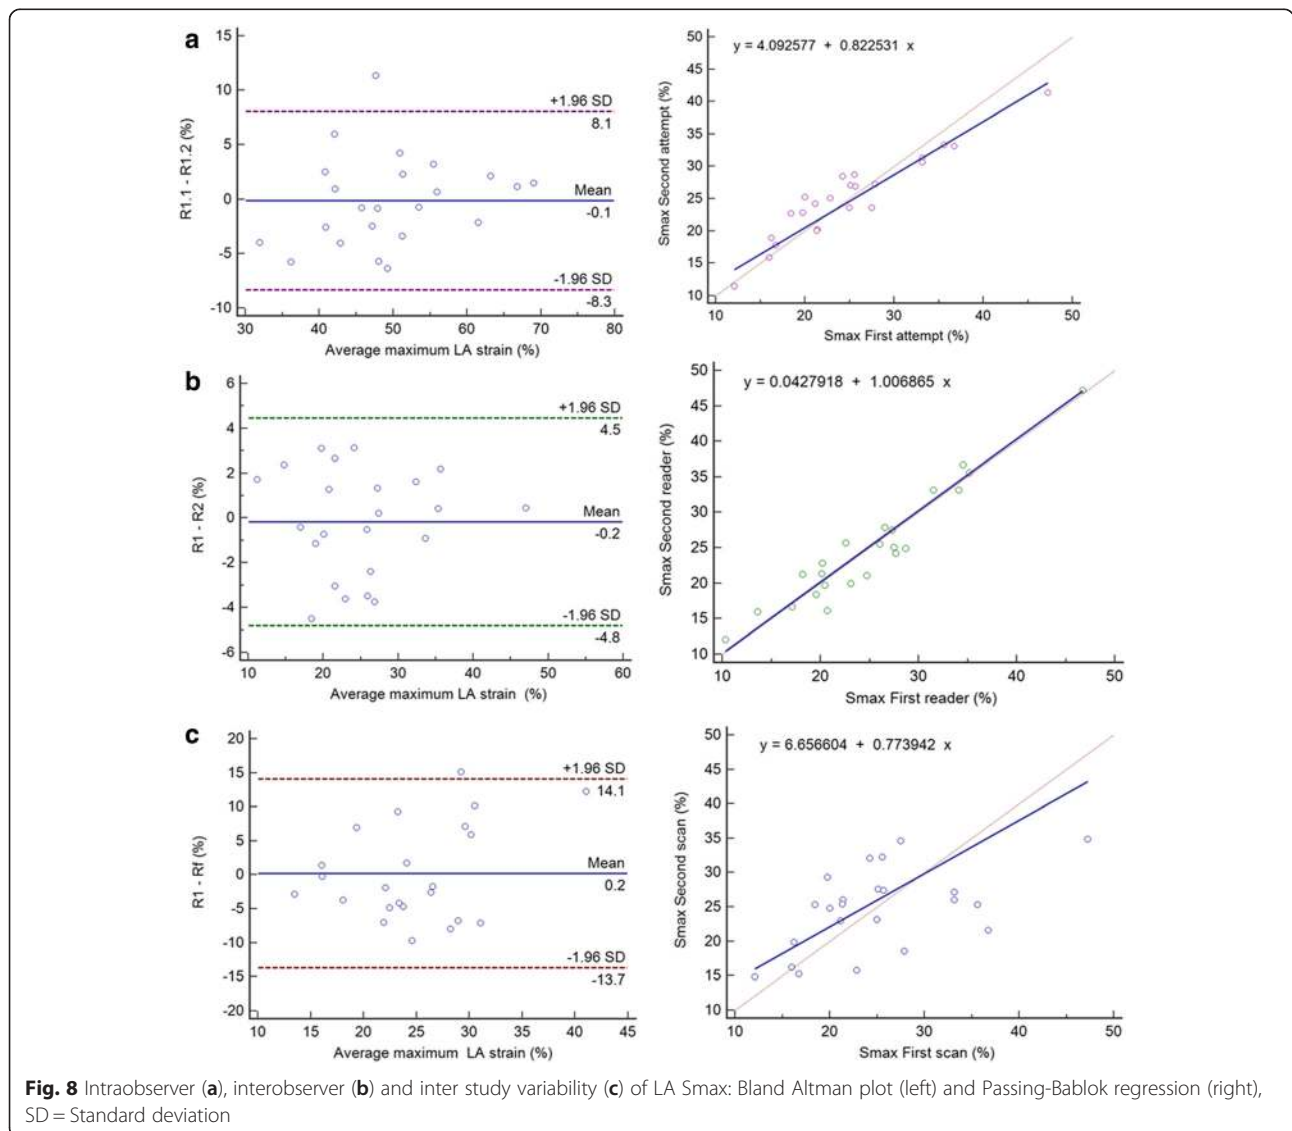 a
15
10
5
0
-5
-10
R1.1 - R1.2 (%)
+1.96 SD
8.1
Mean
-0.1
-1.96 SD
-8.3
30 40 50 60 70 80
Average maximum LA strain (%)
y = 4.092577 + 0.822531 x
50
45
40
35
30
25
20
15
10
Smax Second attempt (%)
10 20 30 40 50
Smax First attempt (%)
b
6
4
2
0
-2
-4
-6
R1 - R2 (%)
+1.96 SD
4.5
Mean
-0.2
-1.96 SD
-4.8
10 20 30 40 50 60
Average maximum LA strain (%)
y = 0.0427918 + 1.006865 x
50
45
40
35
30
25
20
15
10
Smax Second reader (%)
10 20 30 40 50
Smax First reader (%)
c
20
15
10
5
0
-5
-10
-15
-20
R1 - Rf (%)
+1.96 SD
14.1
Mean
0.2
-1.96 SD
-13.7
10 15 20 25 30 35 40 45
Average maximum LA strain (%)
y = 6.656604 + 0.773942 x
50
45
40
35
30
25
20
15
10
Smax Second scan (%)
10 20 30 40 50
Smax First scan (%)
Fig. 8 Intraobserver (a), interobserver (b) and inter study variability (c) of LA Smax: Bland Altman plot (left) and Passing-Bablok regression (right),
SD = Standard deviation